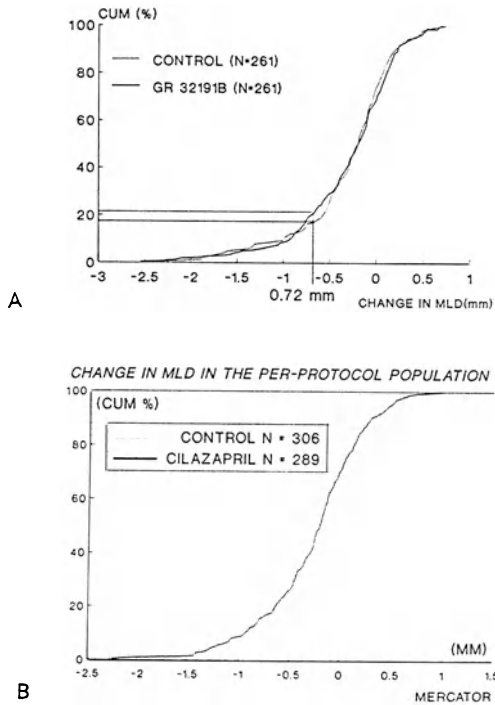 CUM (%)
100
CONTROL (N=261)
GR 32191B (N=261)
80
60
40
20
0
-3 -2.5 -2 -1.5 -1 -0.5 0 0.5 1
0.72 mm CHANGE IN MLD(mm)
A
CHANGE IN MLD IN THE PER-PROTOCOL POPULATION
100
(CUM %)
CONTROL N = 306
CILAZAPRIL N = 289
80
60
40
20
0
(MM)
-2.5 -2 -1.5 -1 -0.5 0 0.5 1 1.5
MERCATOR
B